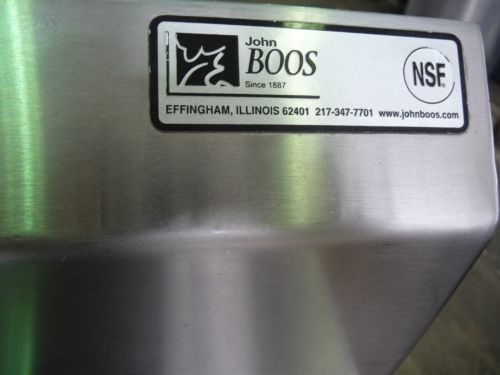 John
BOOS
Since 1887
NSF
EFFINGHAM, ILLINOIS 62401 217-347-7701 www.johnboos.com